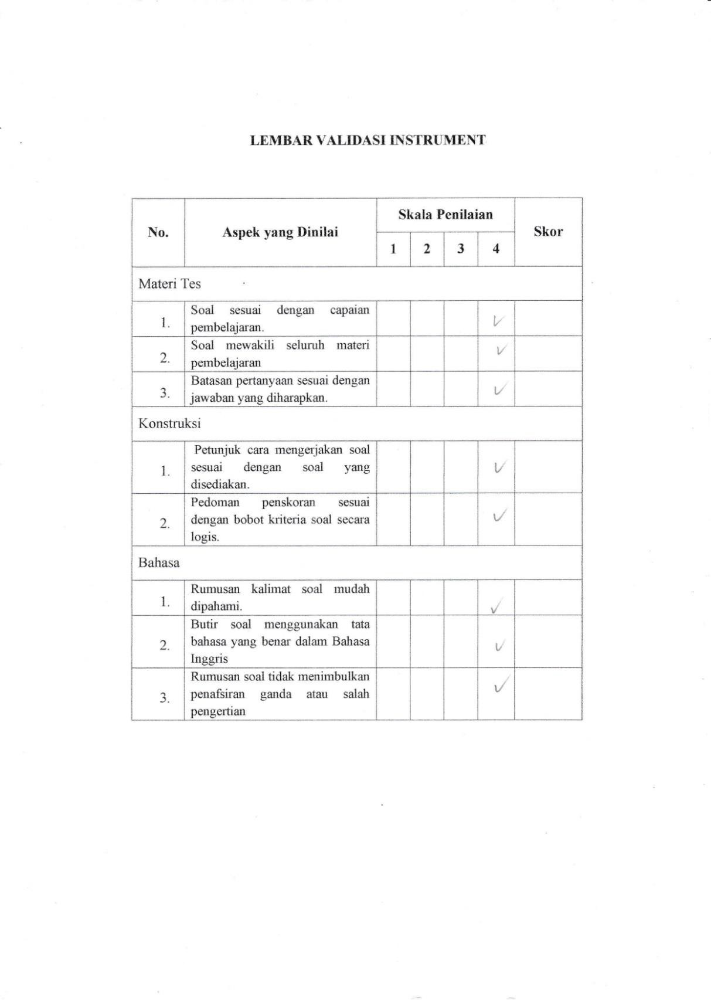 LEMBAR VALIDASI INSTRUMENT
No.
Aspek yang Dinilai
Skala Penilaian
Skor
1 2 3 4
Materi Tes
1.
Soal sesuai dengan capaian
pembelajaran.
✓
2.
Soal mewakili seluruh materi
pembelajaran
✓
3.
Batasan pertanyaan sesuai dengan
jawaban yang diharapkan.
✓
Konstruksi
1.
Petunjuk cara mengerjakan soal
sesuai dengan soal yang
disediakan.
✓
2.
Pedoman penskoran sesuai
dengan bobot kriteria soal secara
logis.
✓
Bahasa
1.
Rumusan kalimat soal mudah
dipahami.
✓
2.
Butir soal menggunakan tata
bahasa yang benar dalam Bahasa
Inggris
✓
3.
Rumusan soal tidak menimbulkan
penafsiran ganda atau salah
pengertian
✓